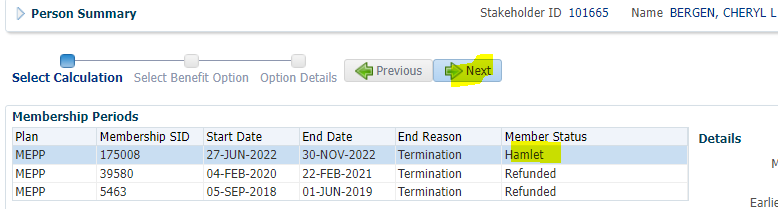 Person Summary Stakeholder ID 101665 Name BERGEN, CHERYL L
Select Calculation Select Benefit Option Option Details Previous Next
Membership Periods
Plan Membership SID Start Date End Date End Reason Member Status
Details
MEPP 175008 27-JUN-2022 30-NOV-2022 Termination Hamlet
M
MEPP 39580 04-FEB-2020 22-FEB-2021 Termination Refunded
MEPP 5463 05-SEP-2018 01-JUN-2019 Termination Refunded
Earlie